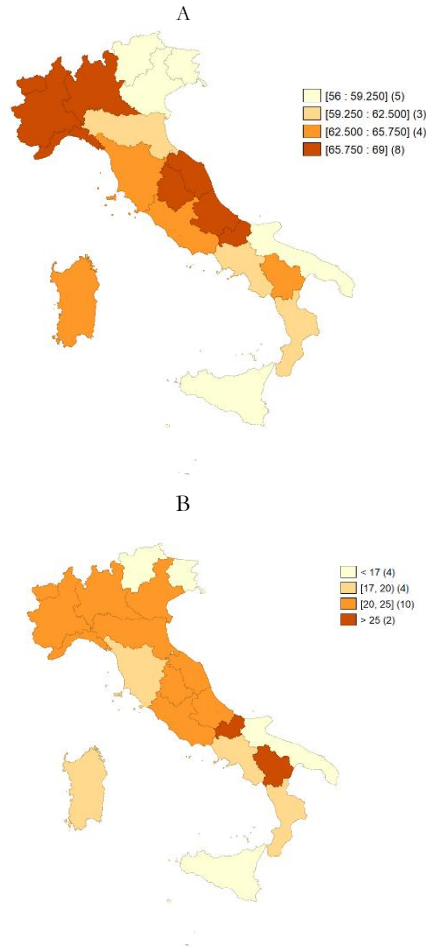 A
[56 : 59.250] (5)
[59.250 : 62.500] (3)
[62.500 : 65.750] (4)
[65.750 : 69] (8)
B
< 17 (4)
[17, 20) (4)
[20, 25] (10)
> 25 (2)